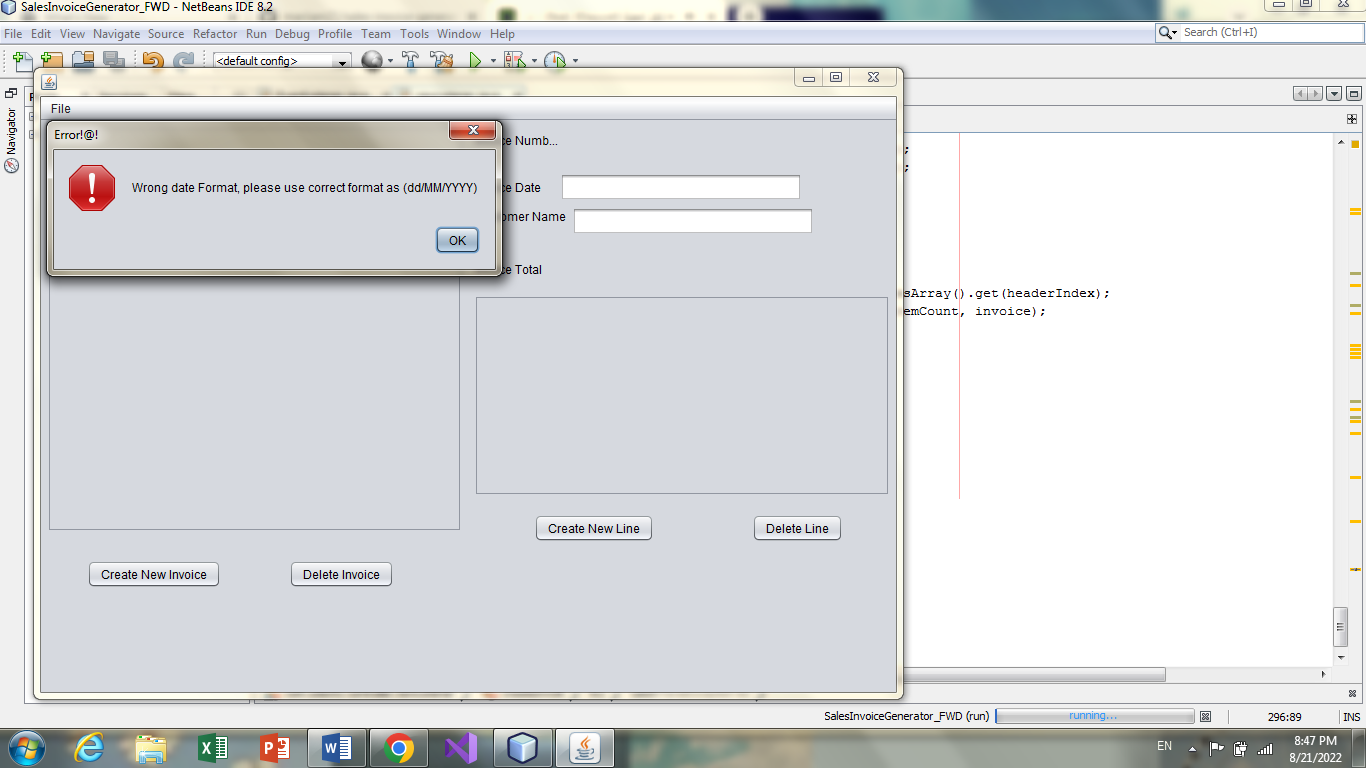 SalesInvoiceGenerator_FWD - NetBeans IDE 8.2
File Edit View Navigate Source Refactor Run Debug Profile Team Tools Window Help
Search (Ctrl+I)
<default config>
Navigator
File
Error!@!
Wrong date Format, please use correct format as (dd/MM/YYYY)
OK
ce Numb...
ce Date
omer Name
ce Total
;
;
sArray().get(headerIndex);
emCount, invoice);
Create New Line
Delete Line
Create New Invoice
Delete Invoice
SalesInvoiceGenerator_FWD (run)
running...
296:89
INS
EN
8:47 PM
8/21/2022